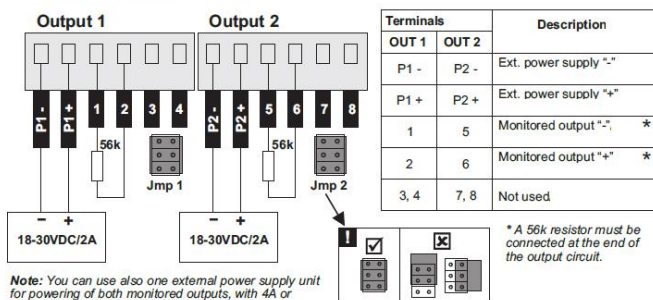 Output 1
Output 2
P1 -
P1 +
1
2
3
4
P2 -
P2 +
5
6
7
8
56k
Jmp 1
56k
Jmp 2
- +
18-30VDC/2A
- +
18-30VDC/2A
!
Note: You can use also one external power supply unit
for powering of both monitored outputs, with 4A or
Terminals Description
OUT 1 OUT 2
P1 - P2 - Ext. power supply "-"
P1 + P2 + Ext. power supply "+"
1 5 Monitored output "-". *
2 6 Monitored output "+" *
3, 4 7, 8 Not used.
* A 56k resistor must be
connected at the end of
the output circuit.